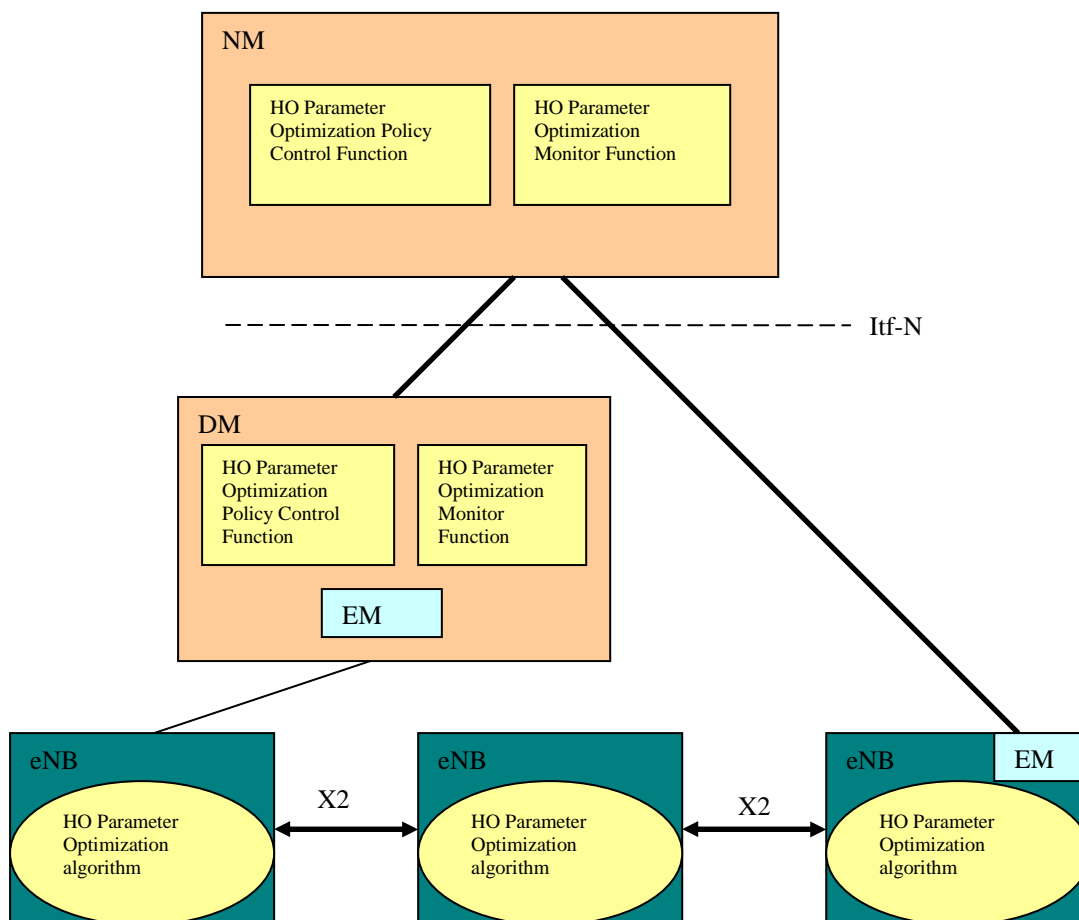 NM
HO Parameter
Optimization Policy
Control Function
HO Parameter
Optimization
Monitor Function
Itf-N
DM
HO Parameter
Optimization
Policy Control
Function
HO Parameter
Optimization
Monitor
Function
EM
eNB
HO Parameter
Optimization
algorithm
X2
eNB
HO Parameter
Optimization
algorithm
X2
eNB
EM
HO Parameter
Optimization
algorithm